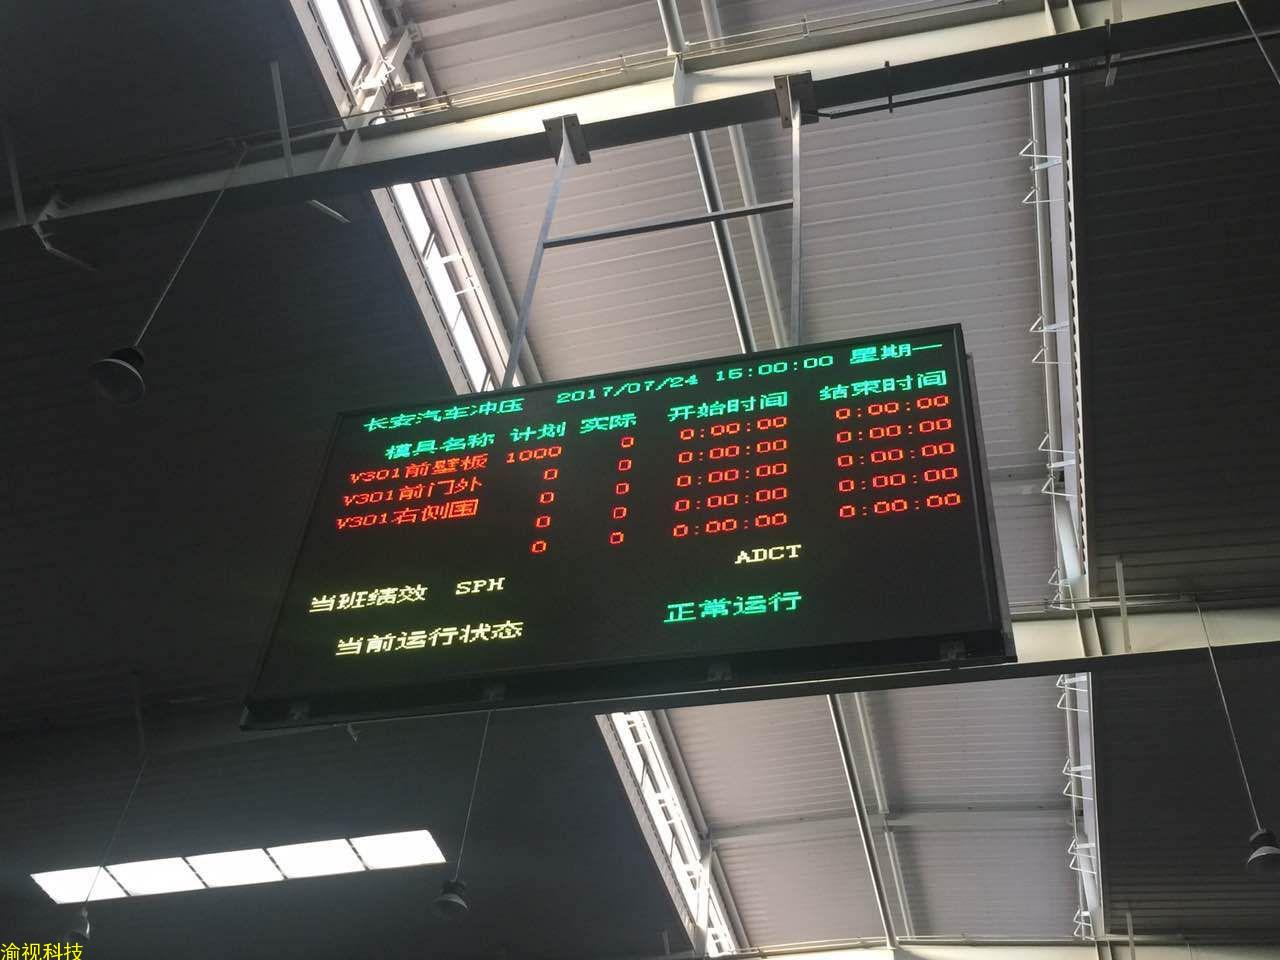 长安汽车冲压 2017/07/24 15:00:00 星期一
模具名称 计划 实际 开始时间 结束时间
V301前壁板 1000 0 0:00:00 0:00:00
V301前门外 0 0 0:00:00 0:00:00
V301右侧围 0 0 0:00:00 0:00:00
0 0 0:00:00 0:00:00
0 0 0:00:00 0:00:00
当班绩效 SPH ADCT
当前运行状态 正常运行
渝视科技